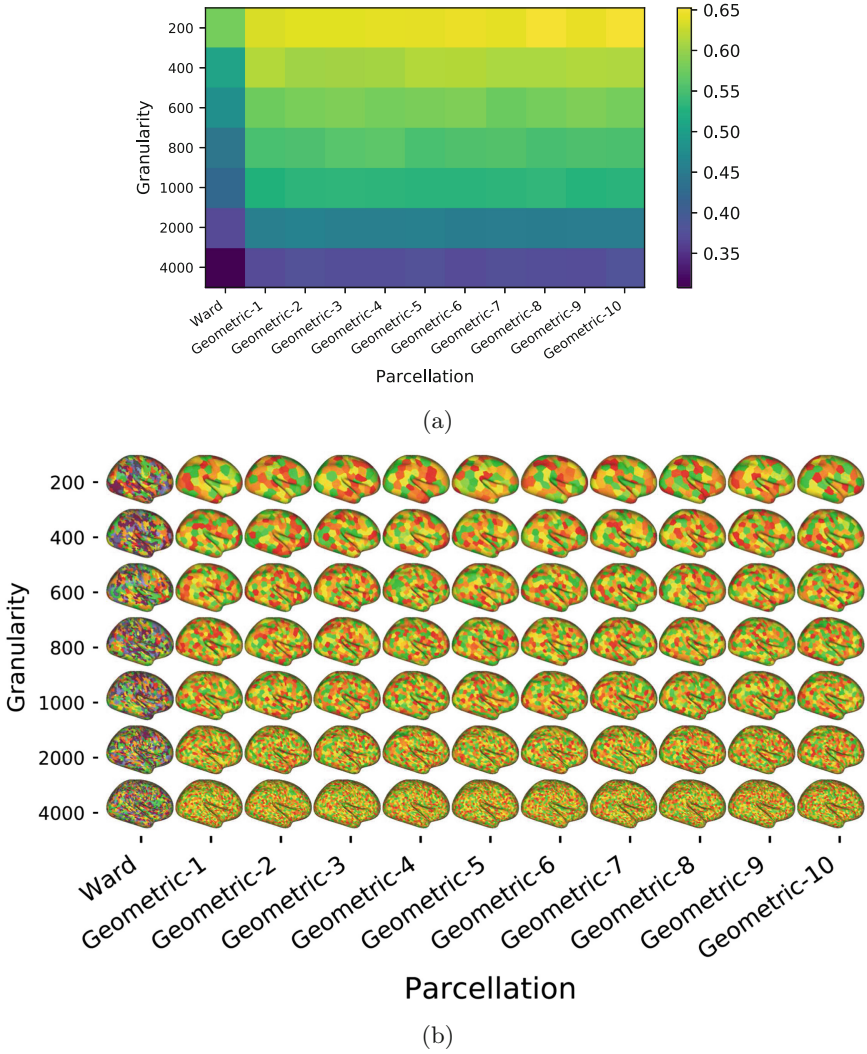 200
400
600
800
1000
2000
4000
Granularity
Ward
Geometric-1
Geometric-2
Geometric-3
Geometric-4
Geometric-5
Geometric-6
Geometric-7
Geometric-8
Geometric-9
Geometric-10
Parcellation
0.65
0.60
0.55
0.50
0.45
0.40
0.35
(a)
200
400
600
800
1000
2000
4000
Granularity
Ward
Geometric-1
Geometric-2
Geometric-3
Geometric-4
Geometric-5
Geometric-6
Geometric-7
Geometric-8
Geometric-9
Geometric-10
Parcellation
(b)